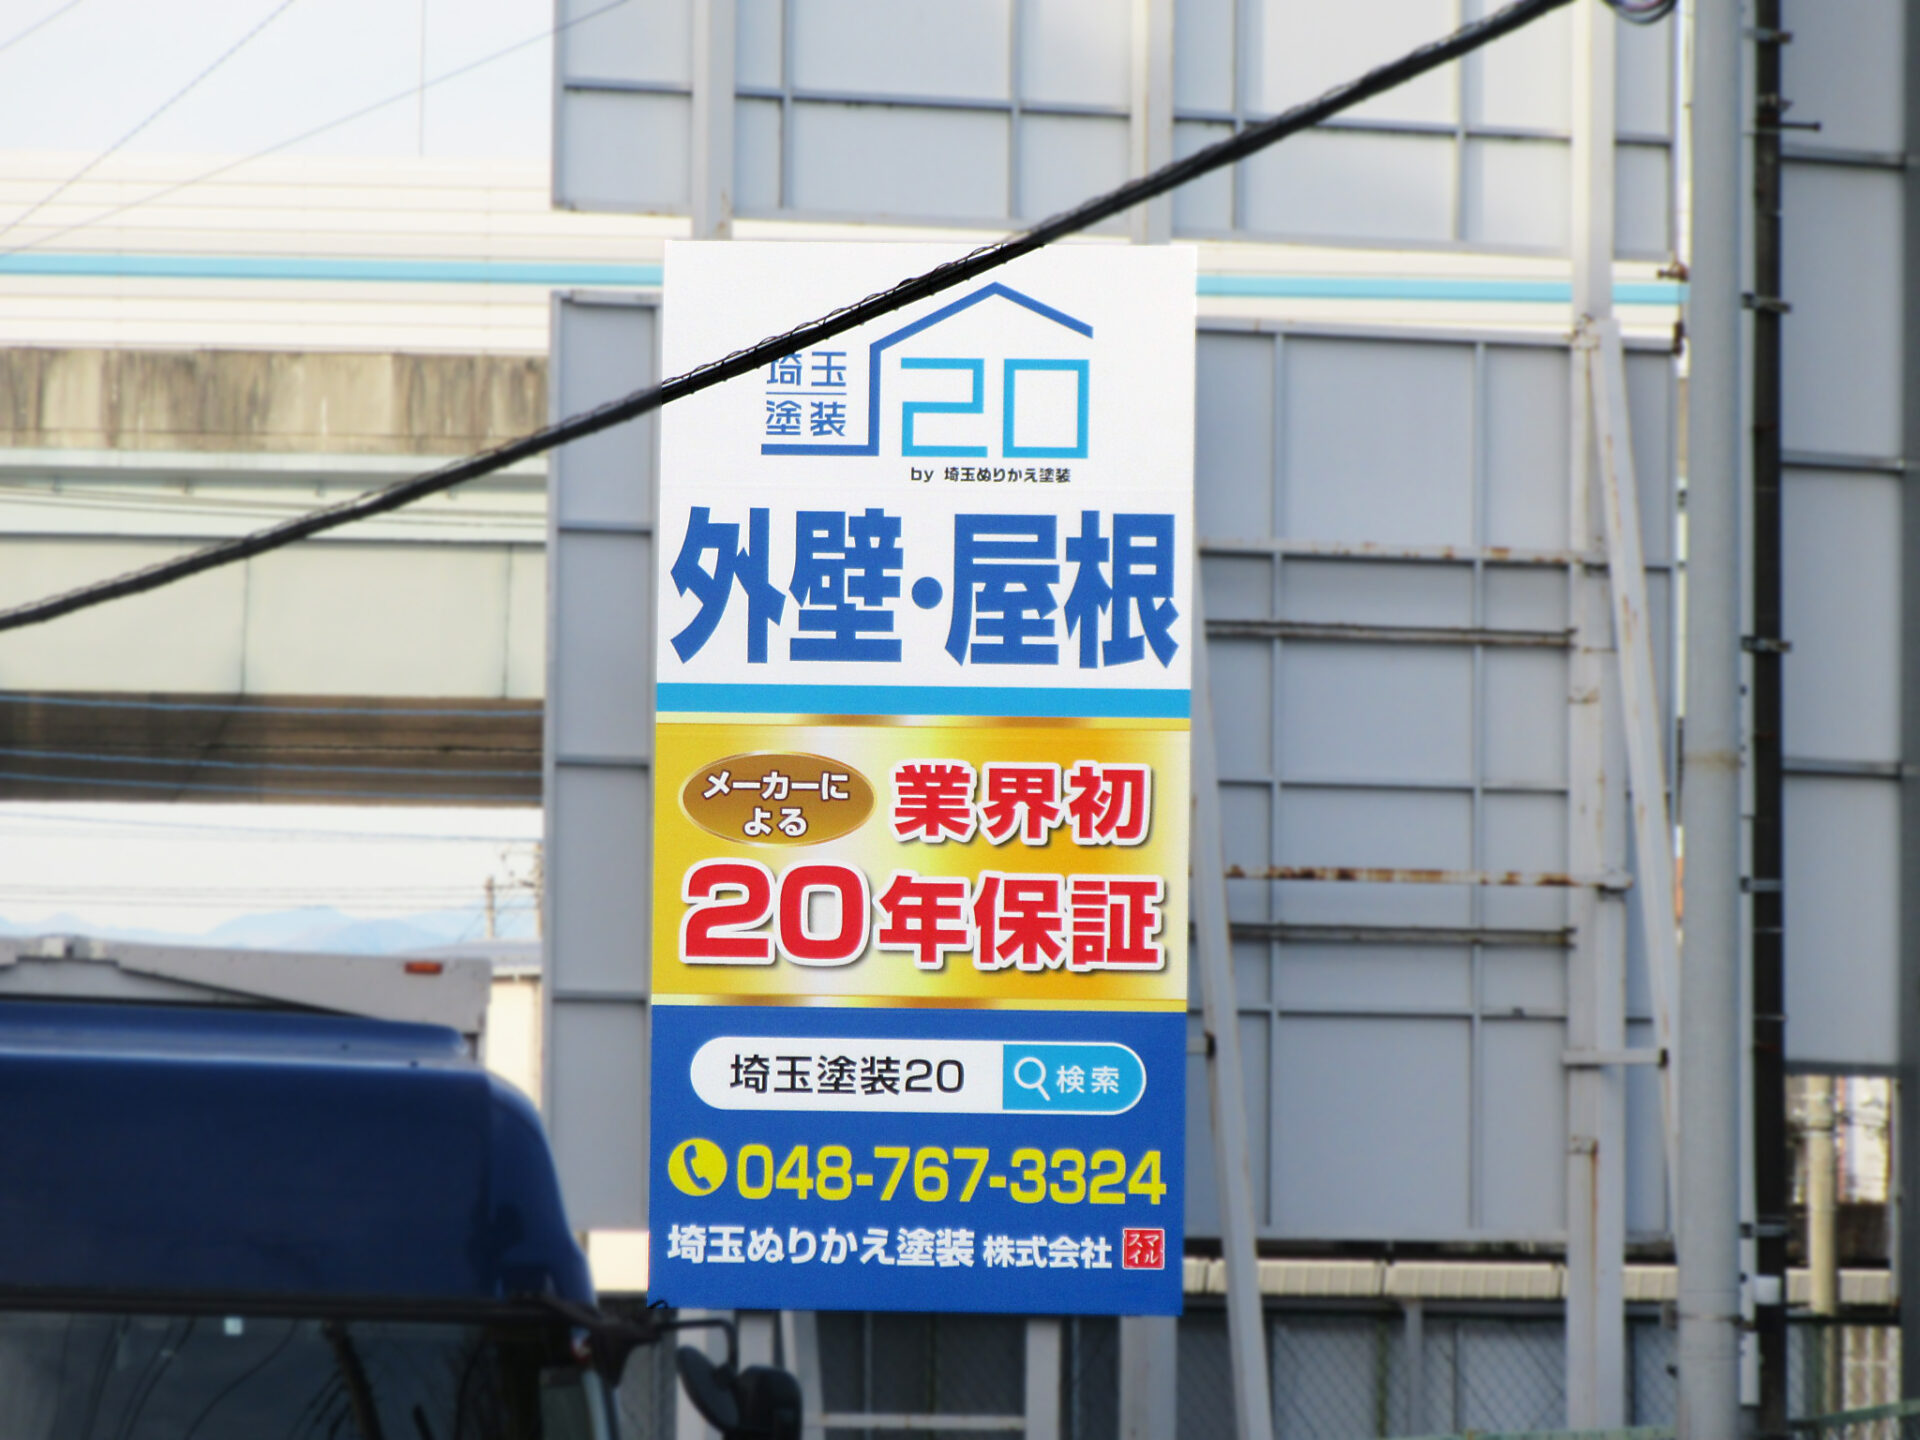 埼玉
塗装
20
by 埼玉ぬりかえ塗装
外壁・屋根
メーカーに
よる
業界初
20年保証
埼玉塗装20 検索
048-767-3324
埼玉ぬりかえ塗装 株式会社 スマイル